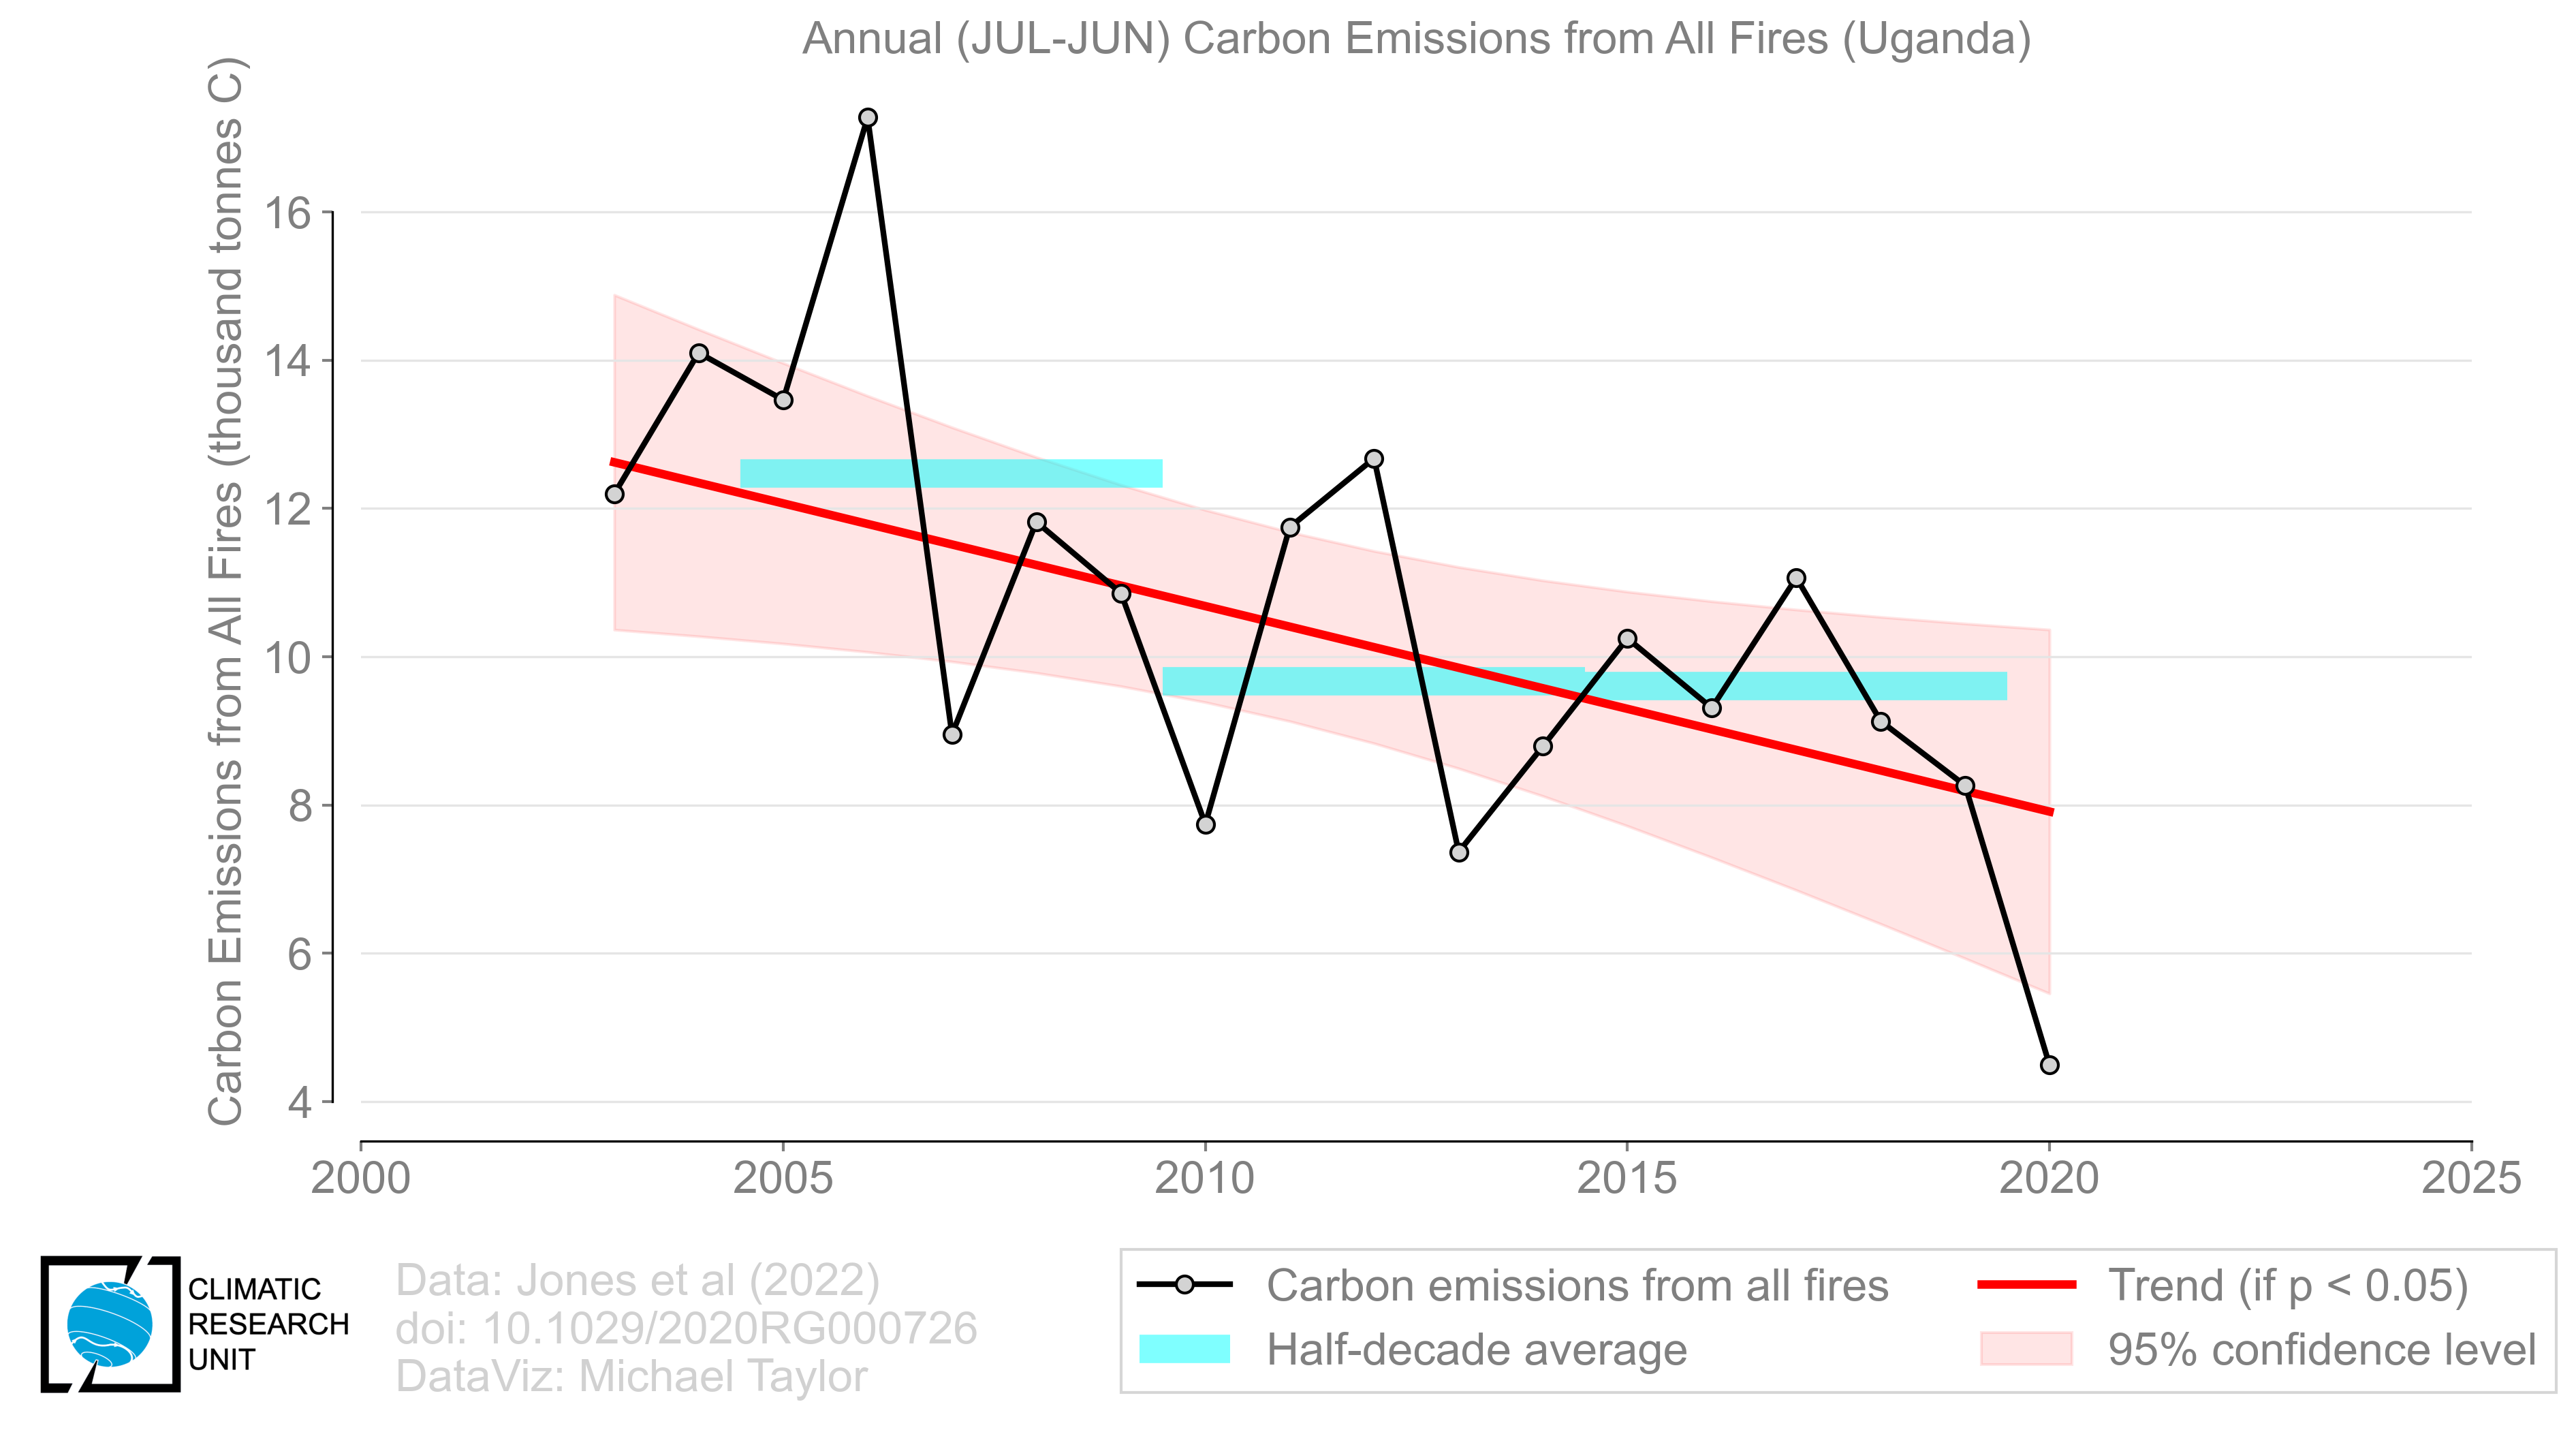 Annual (JUL-JUN) Carbon Emissions from All Fires (Uganda)
Carbon Emissions from All Fires (thousand tonnes C)
16
14
12
10
8
6
4
2000 2005 2010 2015 2020 2025
CLIMATIC
RESEARCH
UNIT
Data: Jones et al (2022)
doi: 10.1029/2020RG000726
DataViz: Michael Taylor
Carbon emissions from all fires
Half-decade average
Trend (if p < 0.05)
95% confidence level